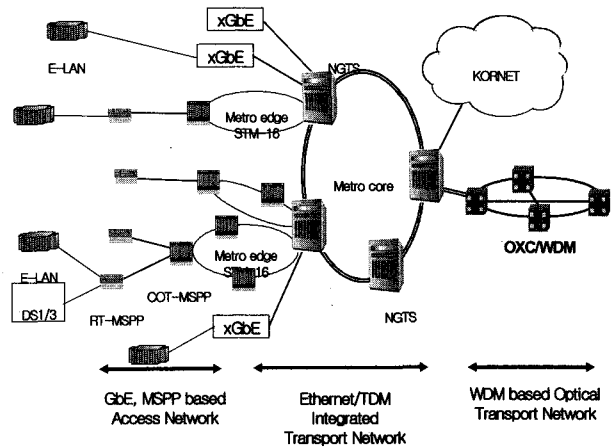 xGbE
xGbE
E-LAN
NGTS
KORNET
Metro edge
STM-16
Metro core
OXC/WDM
Metro edge
STM-16
E-LAN
COT-MSPP
DS1/3
RT-MSPP
NGTS
xGbE
GbE, MSPP based
Access Network
Ethernet/TDM
Integrated
Transport Network
WDM based Optical
Transport Network